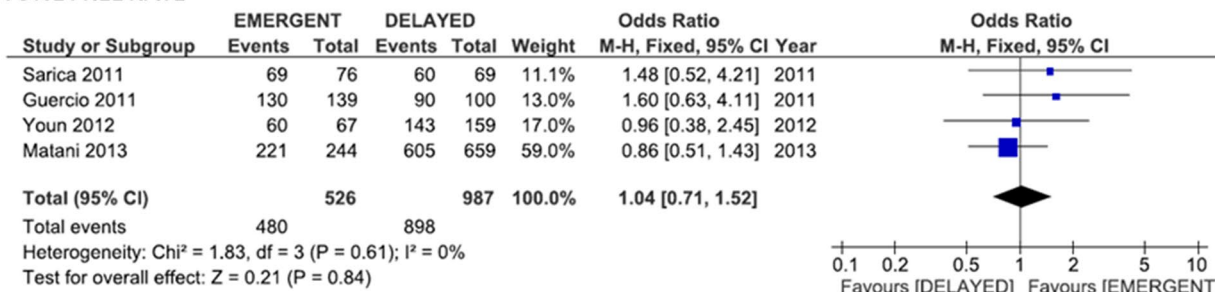 EMERGENT DELAYED Odds Ratio Odds Ratio
Study or Subgroup Events Total Events Total Weight M-H, Fixed, 95% CI Year M-H, Fixed, 95% CI
Sarica 2011 69 76 60 69 11.1% 1.48 [0.52, 4.21] 2011
Guercio 2011 130 139 90 100 13.0% 1.60 [0.63, 4.11] 2011
Youn 2012 60 67 143 159 17.0% 0.96 [0.38, 2.45] 2012
Matani 2013 221 244 605 659 59.0% 0.86 [0.51, 1.43] 2013
Total (95% CI) 526 987 100.0% 1.04 [0.71, 1.52]
Total events 480 898
Heterogeneity: Chi² = 1.83, df = 3 (P = 0.61); I² = 0%
Test for overall effect: Z = 0.21 (P = 0.84)
0.1 0.2 0.5 1 2 5 10
Favours [DELAYED] Favours [EMERGENT